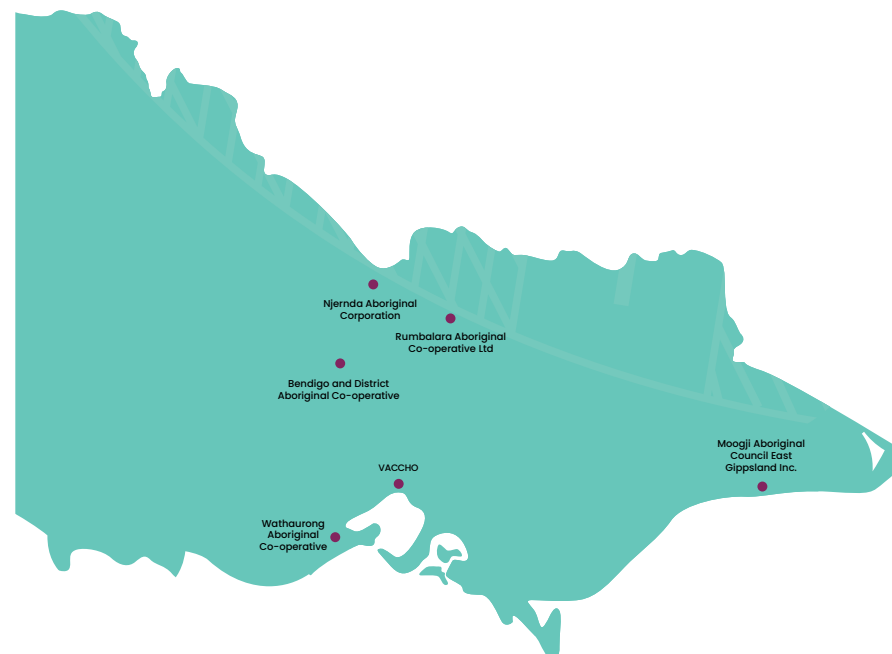 Njernda Aboriginal
Corporation
Rumbalara Aboriginal
Co-operative Ltd
Bendigo and District
Aboriginal Co-operative
Moogji Aboriginal
Council East
Gippsland Inc.
VACCHO
Wathaurong
Aboriginal
Co-operative